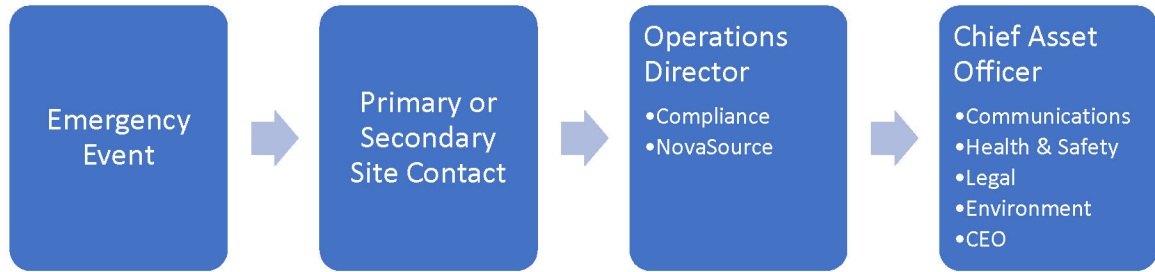 Emergency
Event
Primary or
Secondary
Site Contact
Operations
Director
•Compliance
•NovaSource
Chief Asset
Officer
•Communications
•Health & Safety
•Legal
•Environment
•CEO